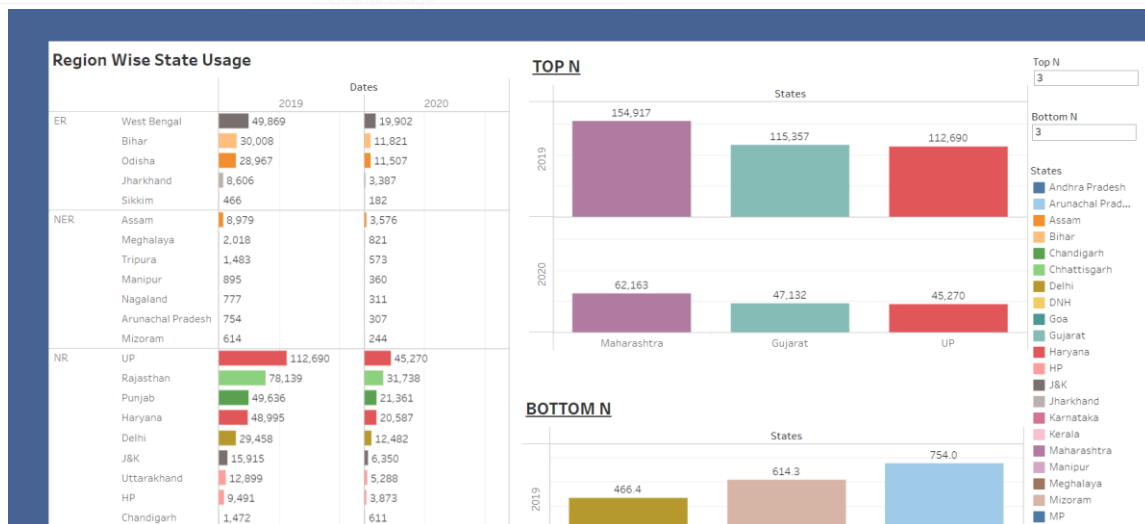 Region Wise State Usage
Dates
2019 2020
ER West Bengal 49,869 19,902
Bihar 30,008 11,821
Odisha 28,967 11,507
Jharkhand 8,606 3,387
Sikkim 466 182
NER Assam 8,979 3,576
Meghalaya 2,018 821
Tripura 1,483 573
Manipur 895 360
Nagaland 777 311
Arunachal Pradesh 754 307
Mizoram 614 244
NR UP 112,690 45,270
Rajasthan 78,139 31,738
Punjab 49,636 21,361
Haryana 48,995 20,587
Delhi 29,458 12,482
J&K 15,915 6,350
Uttarakhand 12,899 5,288
HP 9,491 3,873
Chandigarh 1,472 611
TOP N
States
2019
154,917 115,357 112,690
2020
62,163 47,132 45,270
Maharashtra Gujarat UP
BOTTOM N
States
2019
466.4 614.3 754.0
Top N
3
Bottom N
3
States
Andhra Pradesh
Arunachal Prad...
Assam
Bihar
Chandigarh
Chhattisgarh
Delhi
DNH
Goa
Gujarat
Haryana
HP
J&K
Jharkhand
Karnataka
Kerala
Maharashtra
Manipur
Meghalaya
Mizoram
MP